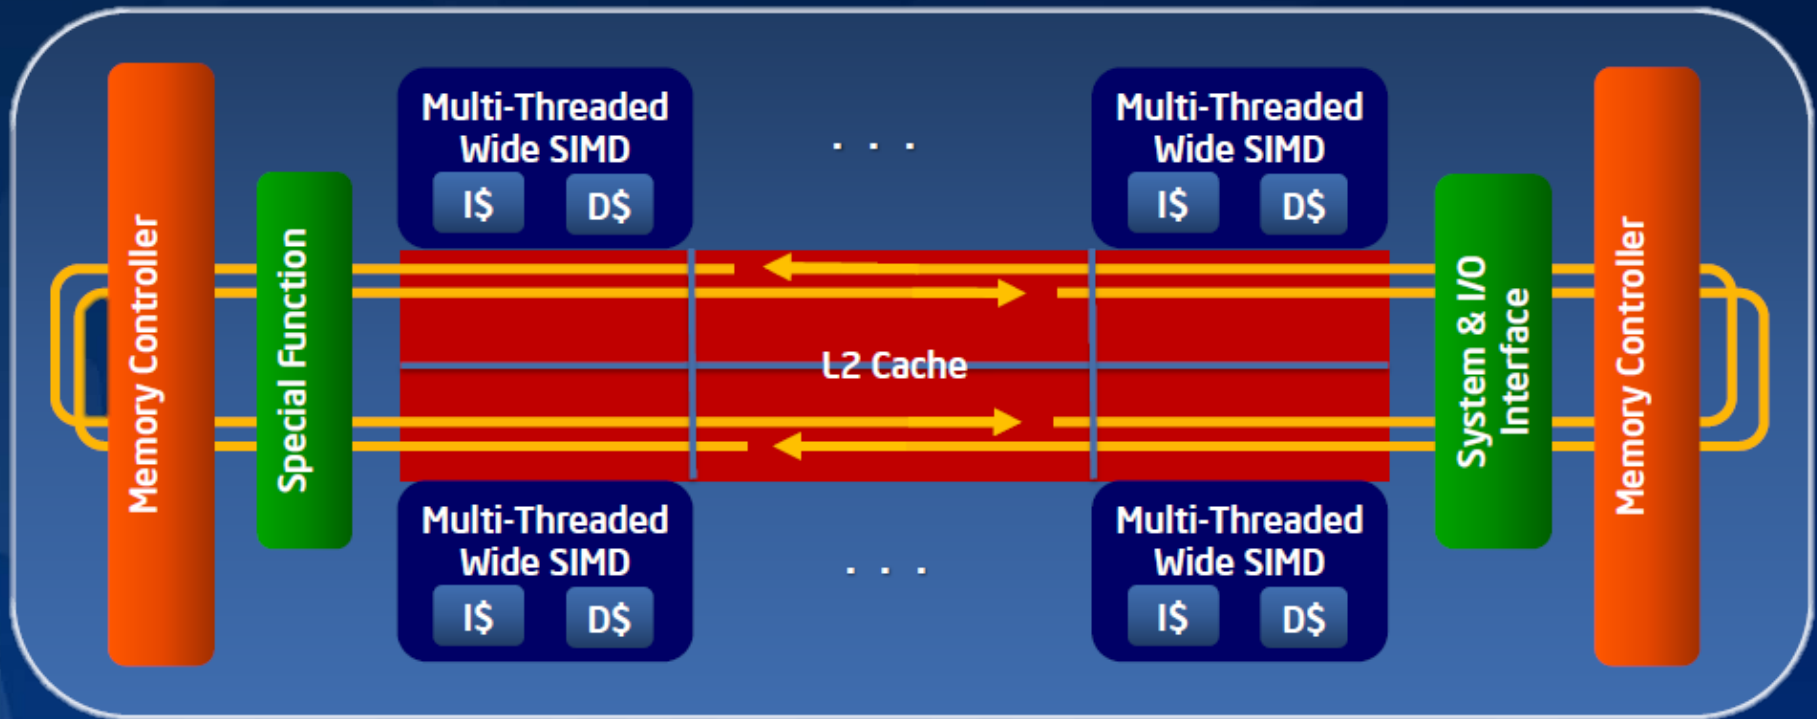 Memory Controller
Special Function
Multi-Threaded
Wide SIMD
I$ D$
. . .
Multi-Threaded
Wide SIMD
I$ D$
L2 Cache
Multi-Threaded
Wide SIMD
I$ D$
. . .
Multi-Threaded
Wide SIMD
I$ D$
System & I/O
Interface
Memory Controller